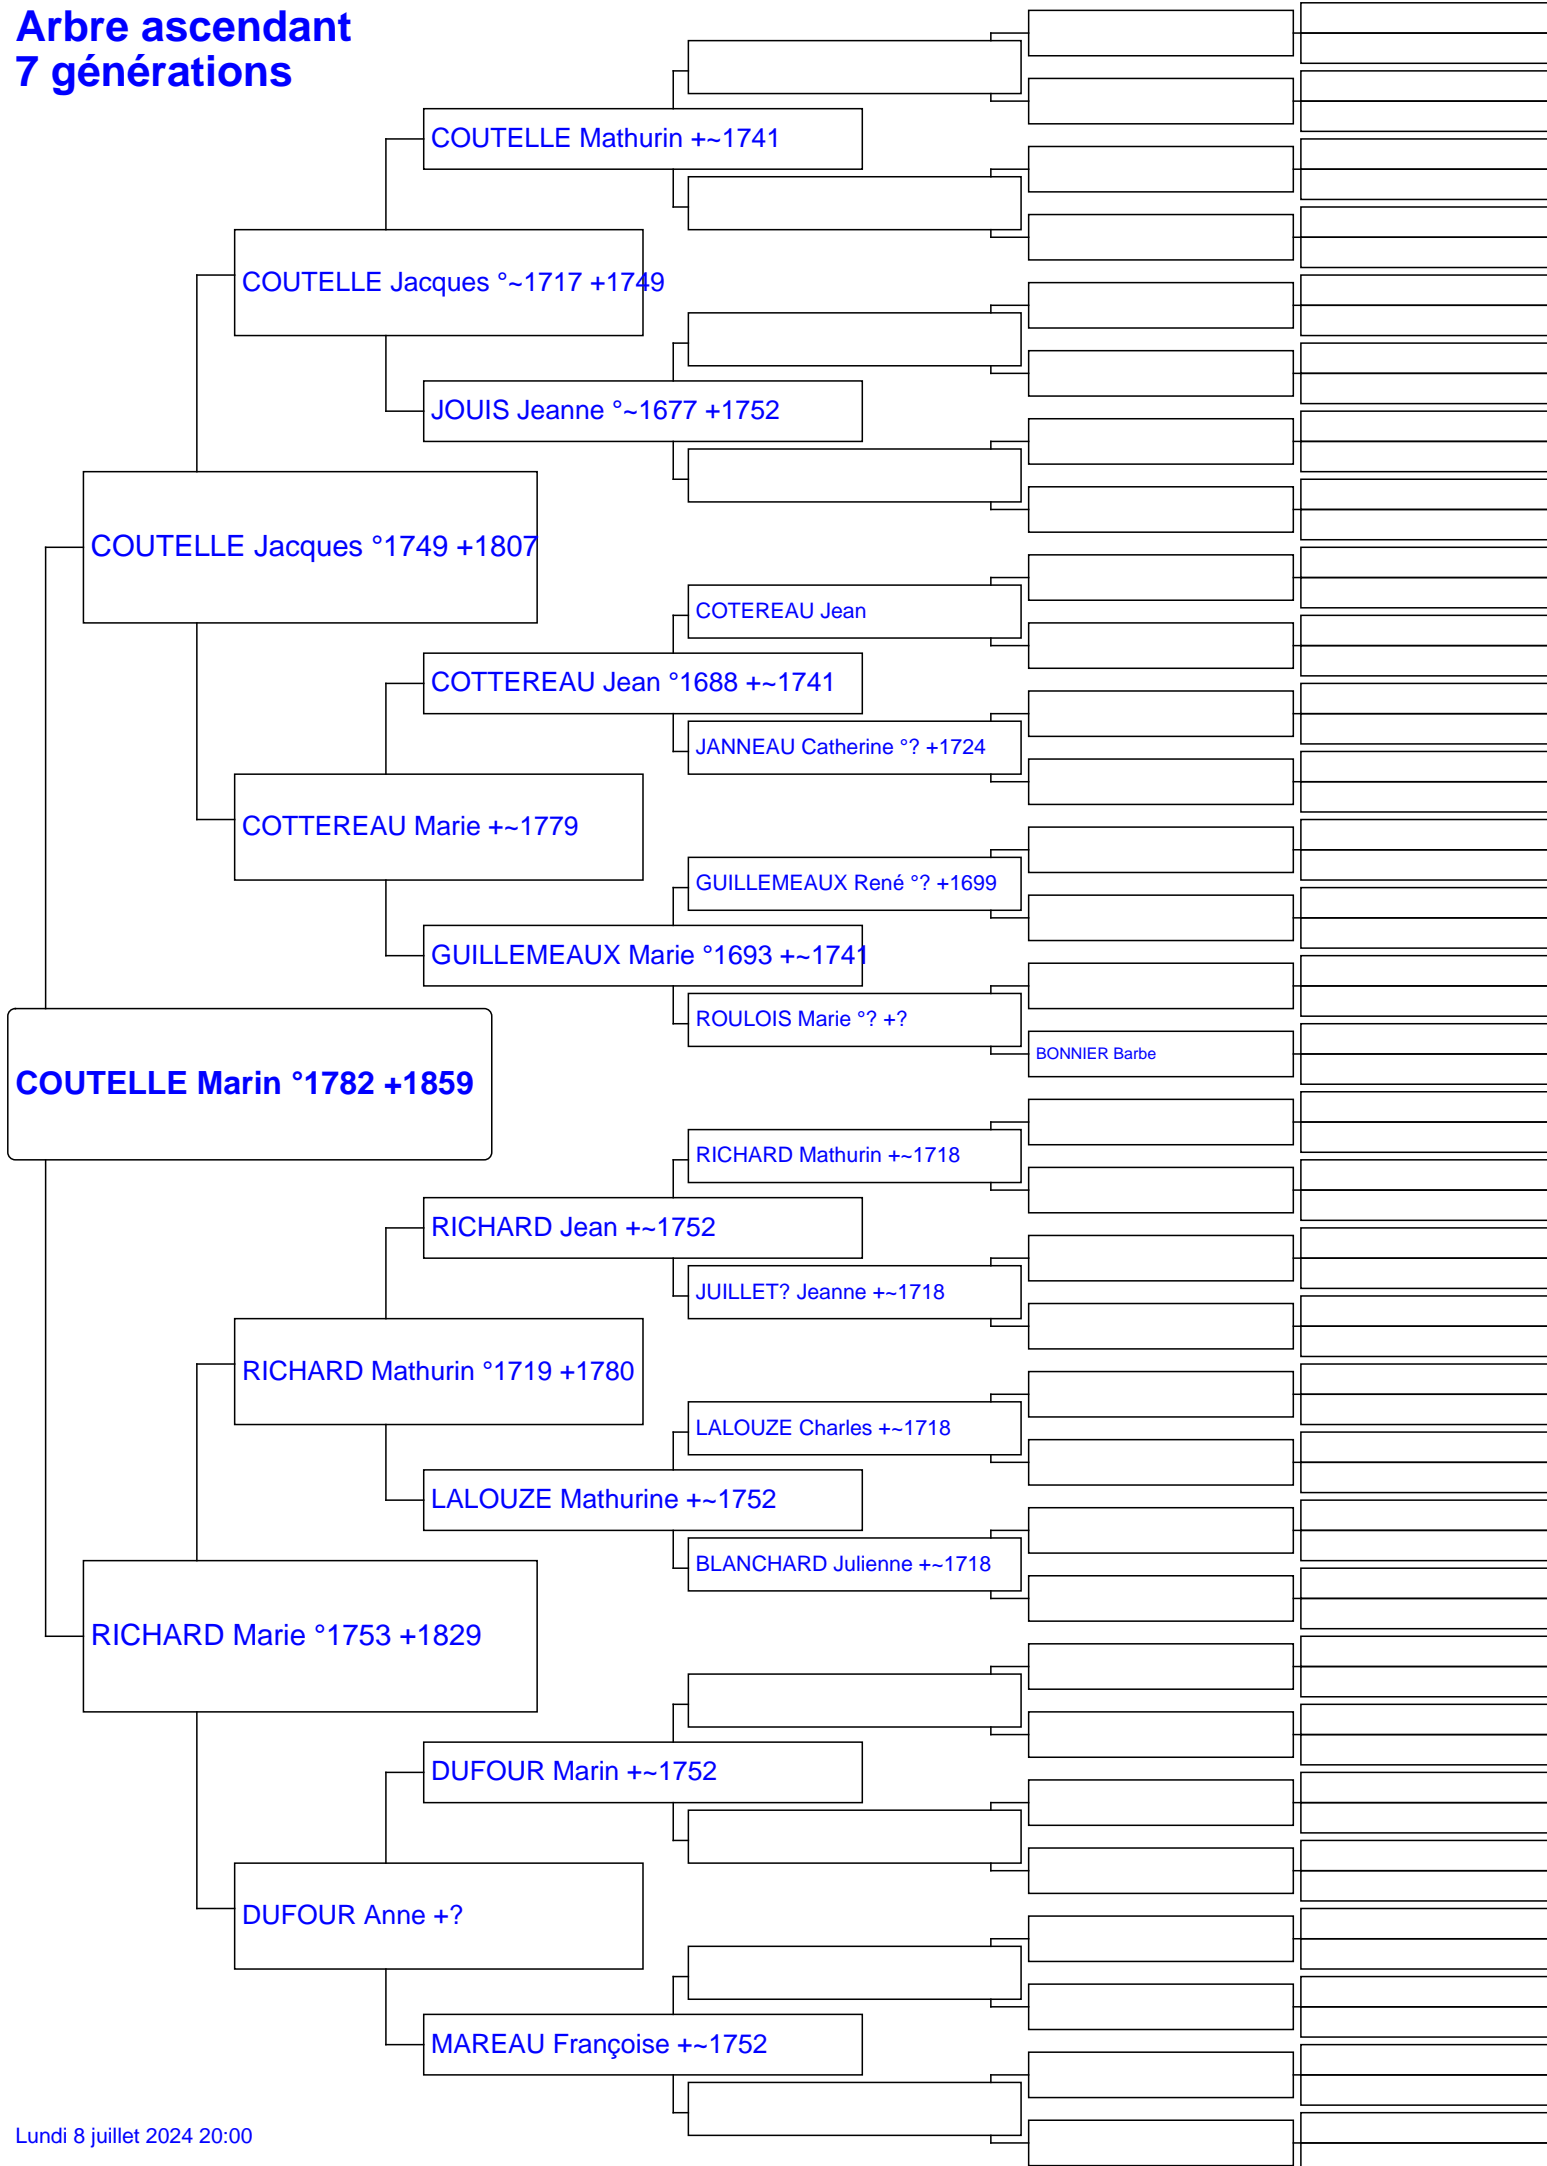 Arbre ascendant
7 générations
COUTELLE Mathurin +~1741
COUTELLE Jacques °~1717 +1749
JOUIS Jeanne °~1677 +1752
COUTELLE Jacques °1749 +1807
COTEREAU Jean
COTTEREAU Jean °1688 +~1741
JANNEAU Catherine °? +1724
COTTEREAU Marie +~1779
GUILLEMEAUX René °? +1699
GUILLEMEAUX Marie °1693 +~1741
ROULOIS Marie °? +?
BONNIER Barbe
COUTELLE Marin °1782 +1859
RICHARD Mathurin +~1718
RICHARD Jean +~1752
JUILLET? Jeanne +~1718
RICHARD Mathurin °1719 +1780
LALOUZE Charles +~1718
LALOUZE Mathurine +~1752
BLANCHARD Julienne +~1718
RICHARD Marie °1753 +1829
DUFOUR Marin +~1752
DUFOUR Anne +?
MAREAU Françoise +~1752
Lundi 8 juillet 2024 20:00